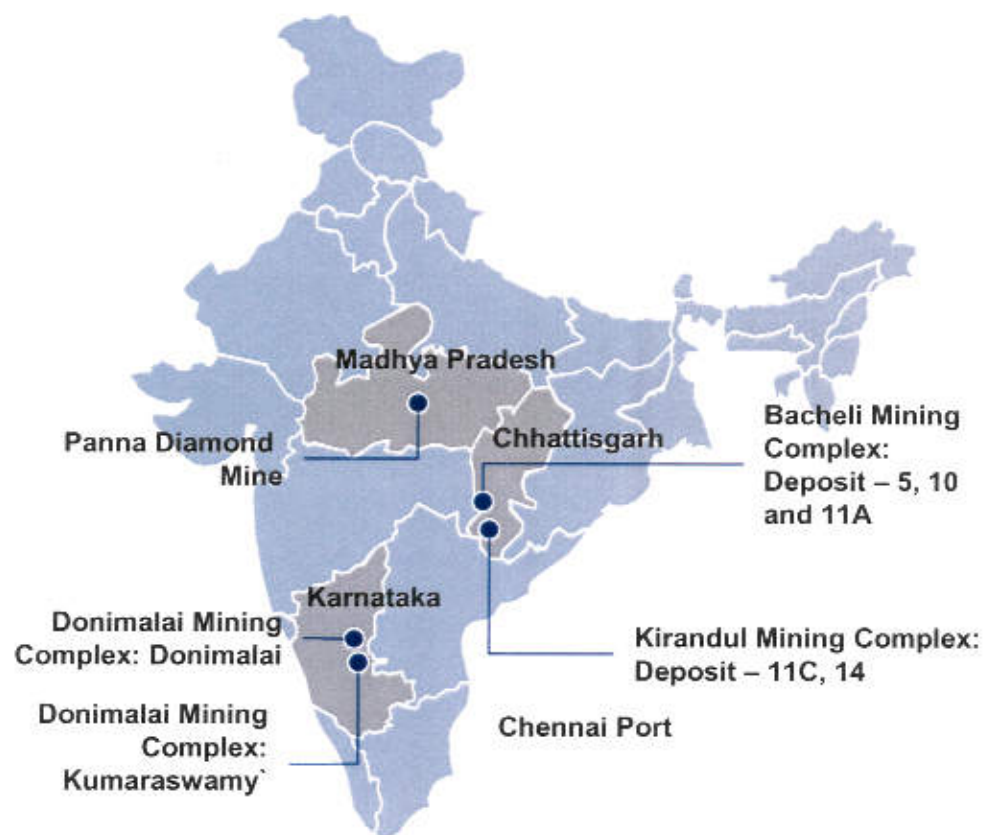 Madhya Pradesh
Panna Diamond
Mine
Chhattisgarh
Bacheli Mining
Complex:
Deposit – 5, 10
and 11A
Karnataka
Donimalai Mining
Complex: Donimalai
Kirandul Mining Complex:
Deposit – 11C, 14
Donimalai Mining
Complex:
Kumaraswamy`
Chennai Port